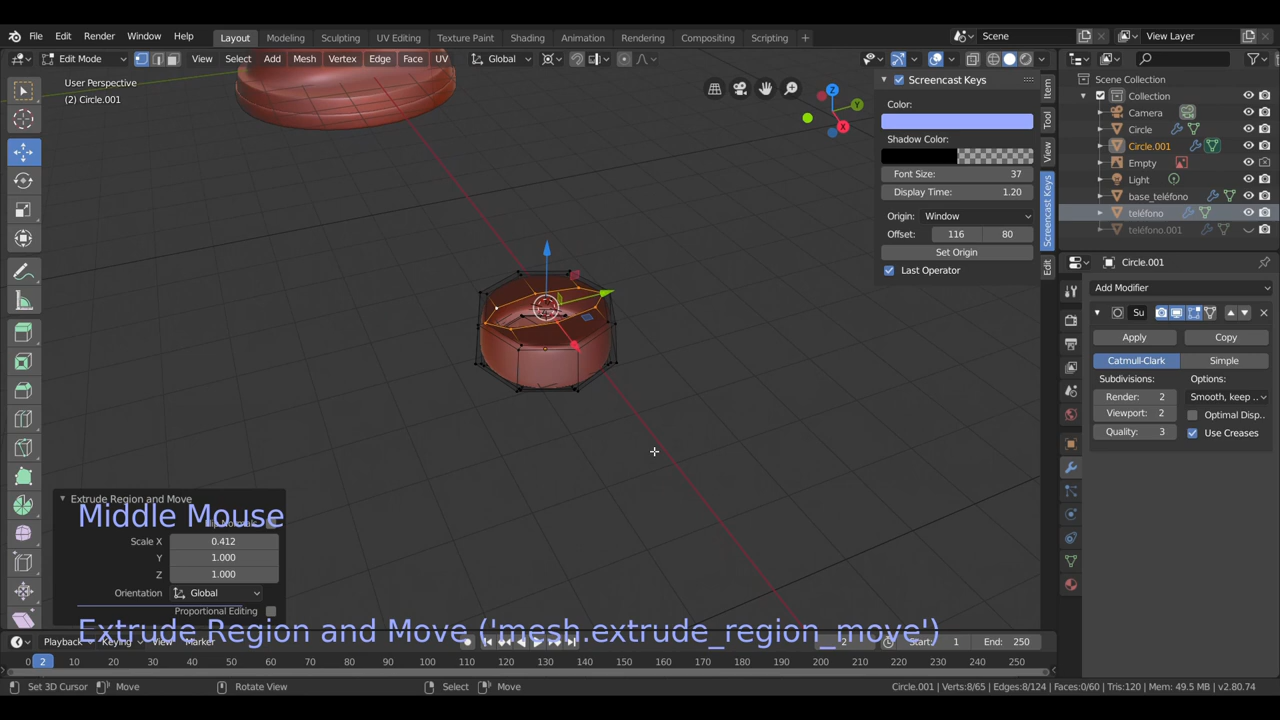 File Edit Render Window Help Layout Modeling Sculpting UV Editing Texture Paint Shading Animation Rendering Compositing Scripting + Scene View Layer
Edit Mode View Select Add Mesh Vertex Edge Face UV Global
User Perspective
(2) Circle.001
Screencast Keys
Color:
Shadow Color:
Font Size: 37
Display Time: 1.20
Origin: Window
Offset: 116 80
Set Origin
Last Operator
Item
Tool
View
Screencast Keys
Edit
Z
Y
X
Scene Collection
Collection
Camera
Circle
Circle.001
Empty
Light
base_teléfono
teléfono
teléfono.001
Circle.001
Add Modifier
Su
Apply Copy
Catmull-Clark Simple
Subdivisions: Options:
Render: 2 Smooth, keep ..
Viewport: 2 Optimal Disp..
Quality: 3 Use Creases
Extrude Region and Move
Middle Mouse
Scale X 0.412
Y 1.000
Z 1.000
Orientation Global
Proportional Editing
Extrude Region and Move ('mesh.extrude_region_move')
Playback Keying View Marker 2 Start: 1 End: 250
0 2 10 20 30 40 50 60 70 80 90 100 110 120 130 140 150 160 170 180 190 200 210 220 230 240 250
Set 3D Cursor Move Rotate View Select Move Circle.001 | Verts:8/65 | Edges:8/124 | Faces:0/60 | Tris:120 | Mem: 49.5 MB | v2.80.74